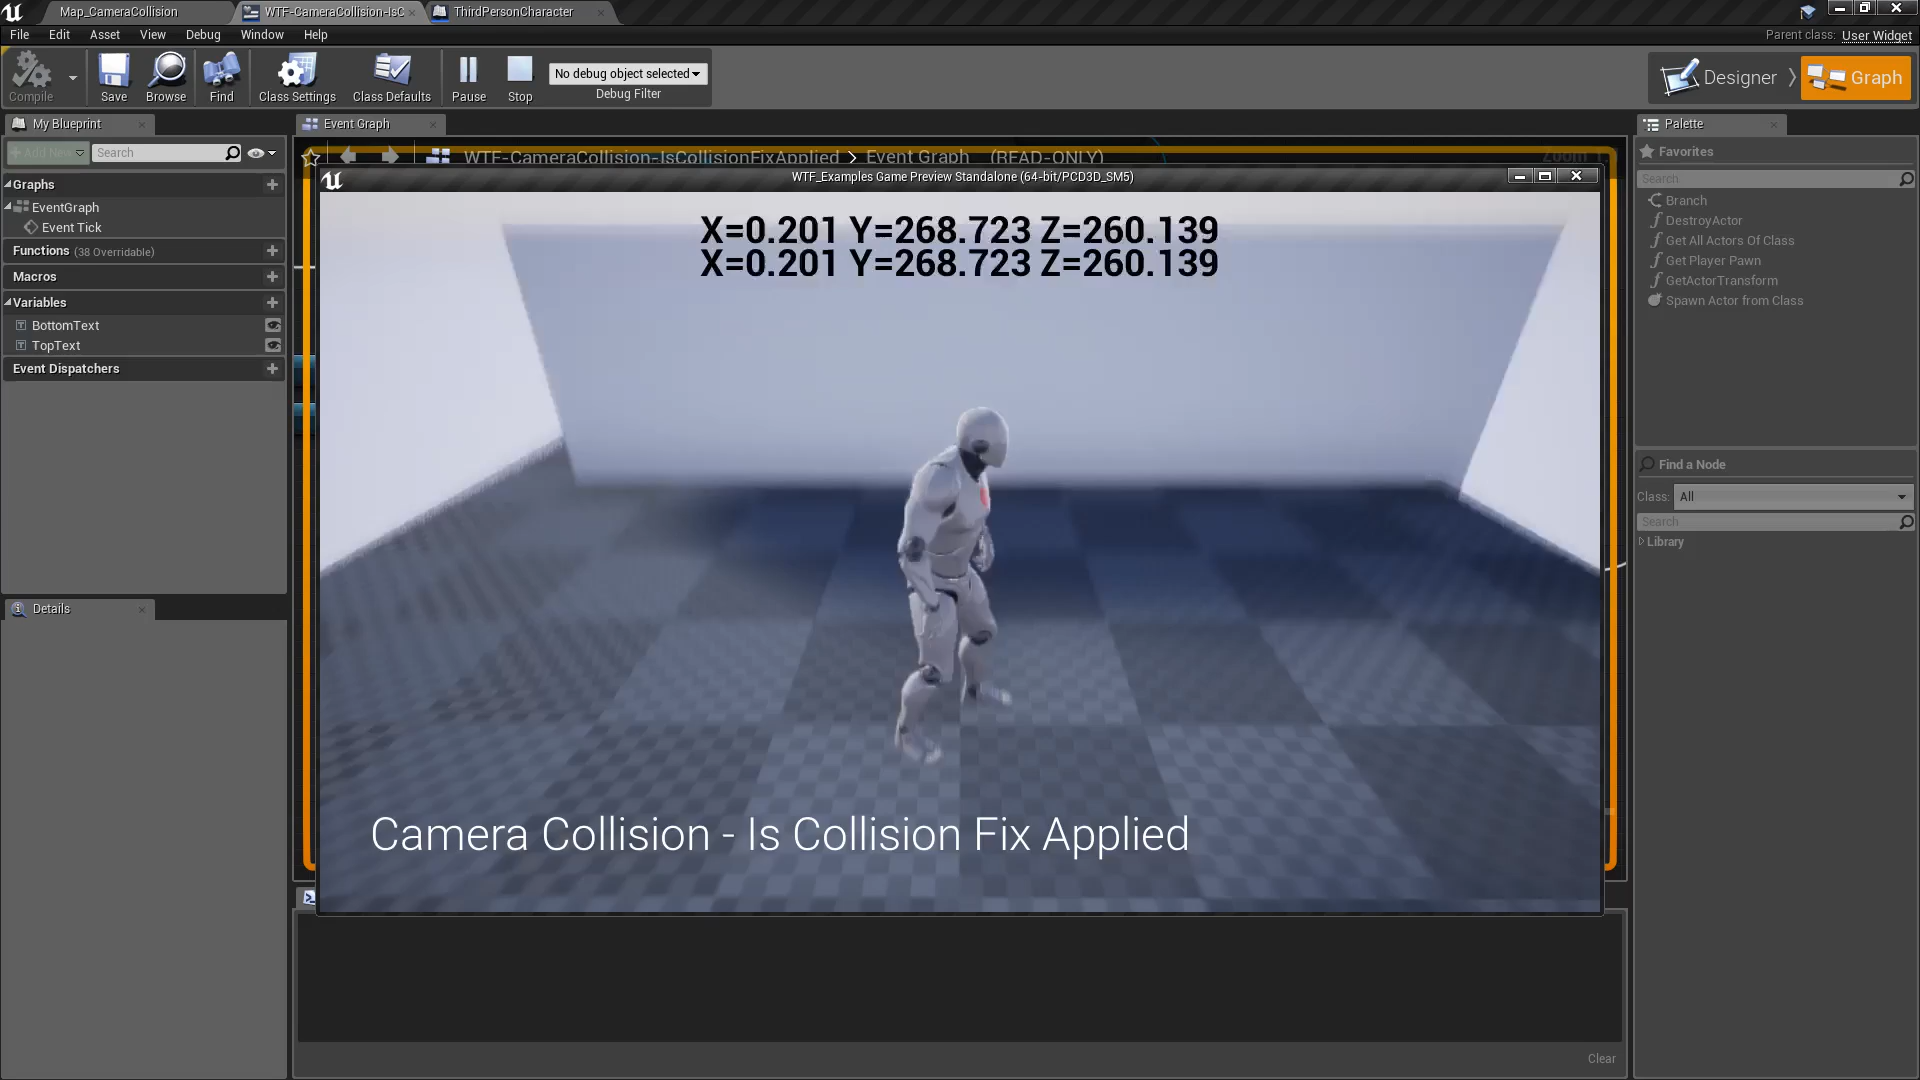 Map_CameraCollision
WTF-CameraCollision-IsC
ThirdPersonCharacter
File Edit Asset View Debug Window Help
Parent class: User Widget
Compile
Save
Browse
Find
Class Settings
Class Defaults
Pause
Stop
No debug object selected
Debug Filter
Designer
Graph
My Blueprint
Event Graph
Palette
+ Add New
Search
WTF-CameraCollision-IsCollisionFixApplied > Event Graph (READ-ONLY)
Favorites
Search
Branch
DestroyActor
Get All Actors Of Class
Get Player Pawn
GetActorTransform
Spawn Actor from Class
Graphs
EventGraph
Event Tick
Functions (38 Overridable)
Macros
Variables
BottomText
TopText
Event Dispatchers
WTF_Examples Game Preview Standalone (64-bit/PCD3D_SM5)
X=0.201 Y=268.723 Z=260.139
X=0.201 Y=268.723 Z=260.139
Camera Collision - Is Collision Fix Applied
Find a Node
Class: All
Search
Library
Details
Clear